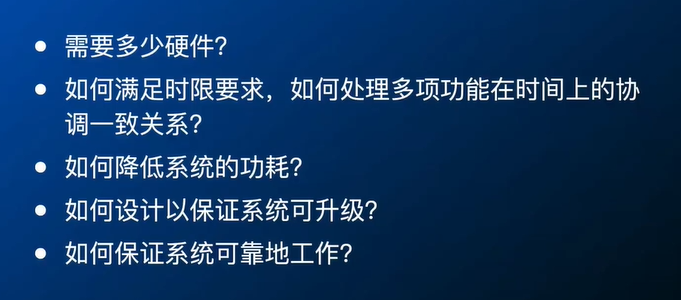 • 需要多少硬件？
• 如何满足时限要求，如何处理多项功能在时间上的协
调一致关系？
• 如何降低系统的功耗？
• 如何设计以保证系统可升级？
• 如何保证系统可靠地工作？